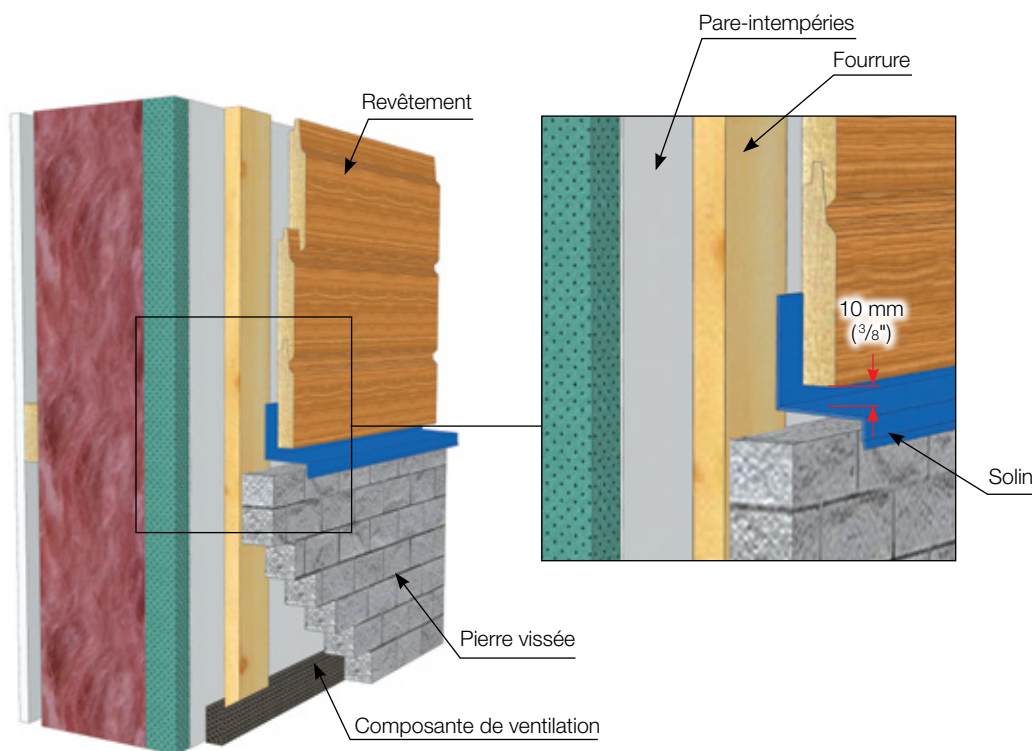 Pare-intempéries
Fourrure
Revêtement
10 mm
(3/8")
Solin
Pierre vissée
Composante de ventilation